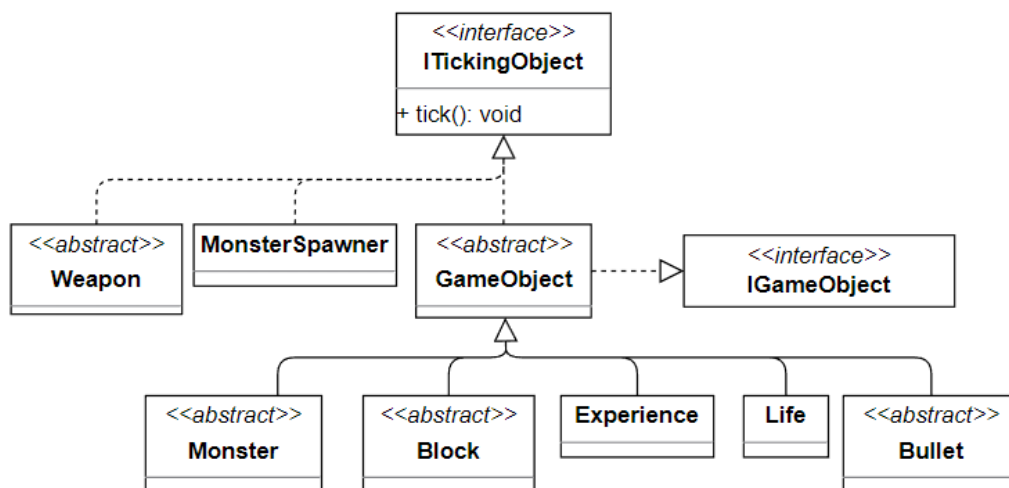 <<interface>>
ITickingObject
+ tick(): void
<<abstract>>
Weapon
MonsterSpawner
<<abstract>>
GameObject
<<interface>>
IGameObject
<<abstract>>
Monster
<<abstract>>
Block
Experience
Life
<<abstract>>
Bullet